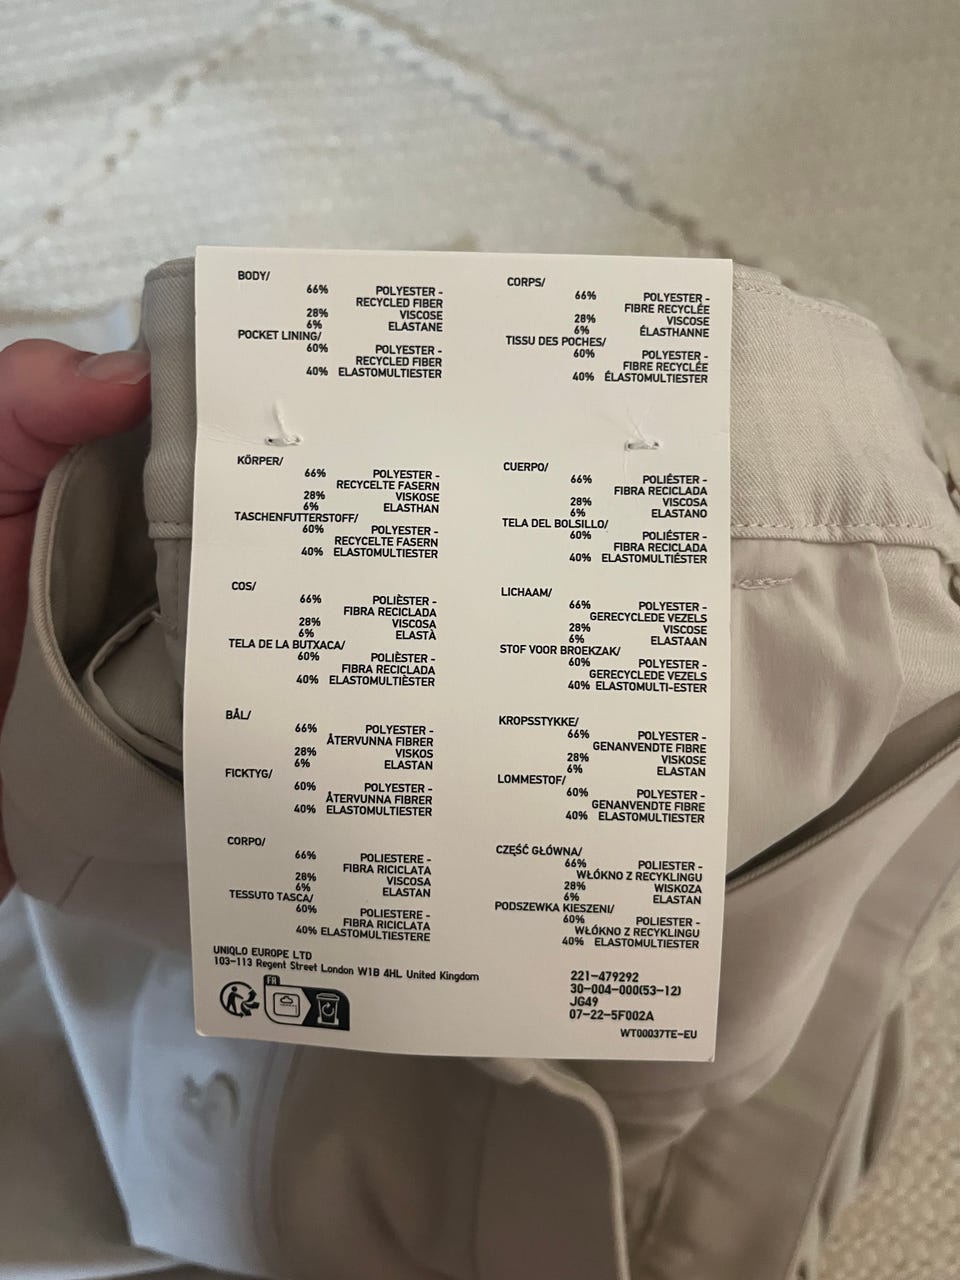 BODY/
66% POLYESTER -
RECYCLED FIBER
28% VISCOSE
6% ELASTANE
POCKET LINING/
60% POLYESTER -
RECYCLED FIBER
40% ELASTOMULTIESTER
CORPS/
66% POLYESTER -
FIBRE RECYCLÉE
28% VISCOSE
6% ÉLASTHANNE
TISSU DES POCHES/
60% POLYESTER -
FIBRE RECYCLÉE
40% ÉLASTOMULTIESTER
KÖRPER/
66% POLYESTER -
RECYCELTE FASERN
28% VISKOSE
6% ELASTHAN
TASCHENFUTTERSTOFF/
60% POLYESTER -
RECYCELTE FASERN
40% ELASTOMULTIESTER
CUERPO/
66% POLIÉSTER -
FIBRA RECICLADA
28% VISCOSA
6% ELASTANO
TELA DEL BOLSILLO/
60% POLIÉSTER -
FIBRA RECICLADA
40% ELASTOMULTIÉSTER
COS/
66% POLIÈSTER -
FIBRA RECICLADA
28% VISCOSA
6% ELASTÀ
TELA DE LA BUTXACA/
60% POLIÈSTER -
FIBRA RECICLADA
40% ELASTOMULTIÈSTER
LICHAAM/
66% POLYESTER -
GERECYCLEDE VEZELS
28% VISCOSE
6% ELASTAAN
STOF VOOR BROEKZAK/
60% POLYESTER -
GERECYCLEDE VEZELS
40% ELASTOMULTI-ESTER
BÅL/
66% POLYESTER -
ÅTERVUNNA FIBRER
28% VISKOS
6% ELASTAN
FICKTYG/
60% POLYESTER -
ÅTERVUNNA FIBRER
40% ELASTOMULTIESTER
KROPSSTYKKE/
66% POLYESTER -
GENANVENDTE FIBRE
28% VISKOSE
6% ELASTAN
LOMMESTOF/
60% POLYESTER -
GENANVENDTE FIBRE
40% ELASTOMULTIESTER
CORPO/
66% POLIESTERE -
FIBRA RICICLATA
28% VISCOSA
6% ELASTAN
TESSUTO TASCA/
60% POLIESTERE -
FIBRA RICICLATA
40% ELASTOMULTIESTERE
CZĘŚĆ GŁÓWNA/
66% POLIESTER -
WŁÓKNO Z RECYKLINGU
28% WISKOZA
6% ELASTAN
PODSZEWKA KIESZENI/
60% POLIESTER -
WŁÓKNO Z RECYKLINGU
40% ELASTOMULTIESTER
UNIQLO EUROPE LTD
103-113 Regent Street London W1B 4HL United Kingdom
FR
221-479292
30-004-000(53-12)
JG49
07-22-5F002A
WT00037TE-EU